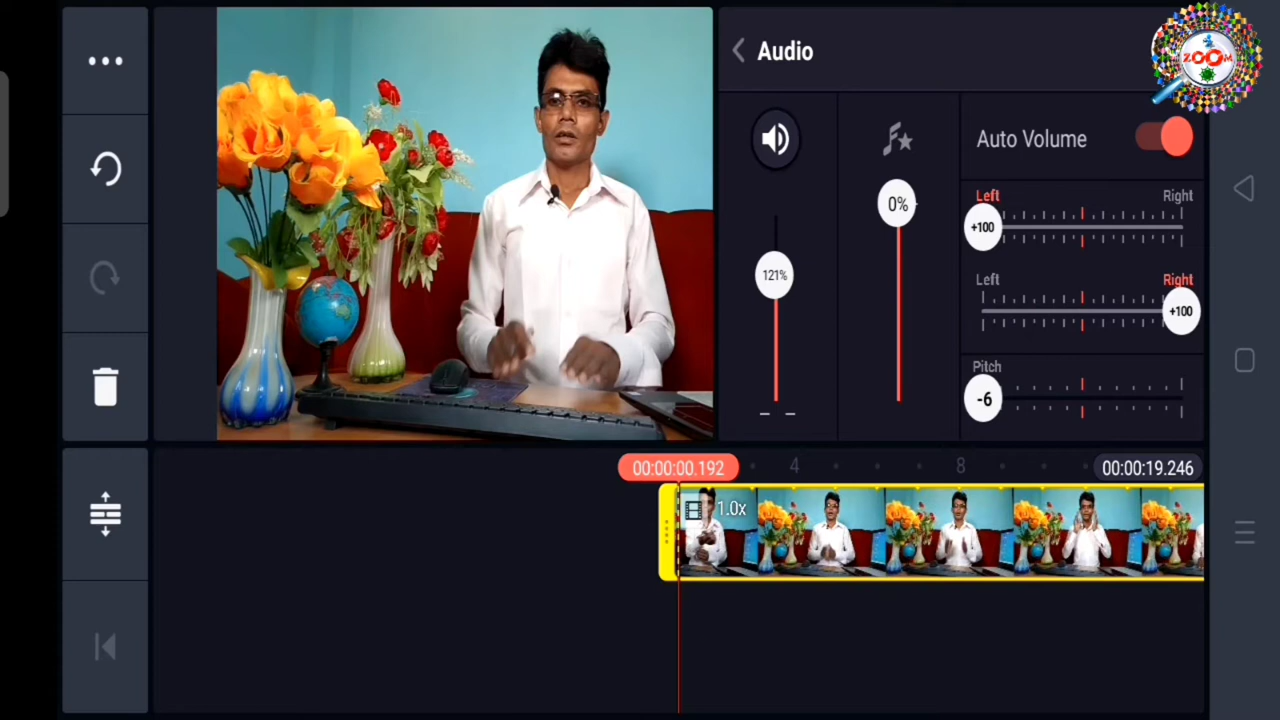 Audio
ZOOM
Auto Volume
0%
121%
Left
Right
+100
Left
Right
+100
Pitch
-6
00:00:00.192
4
8
00:00:19.246
1.0x